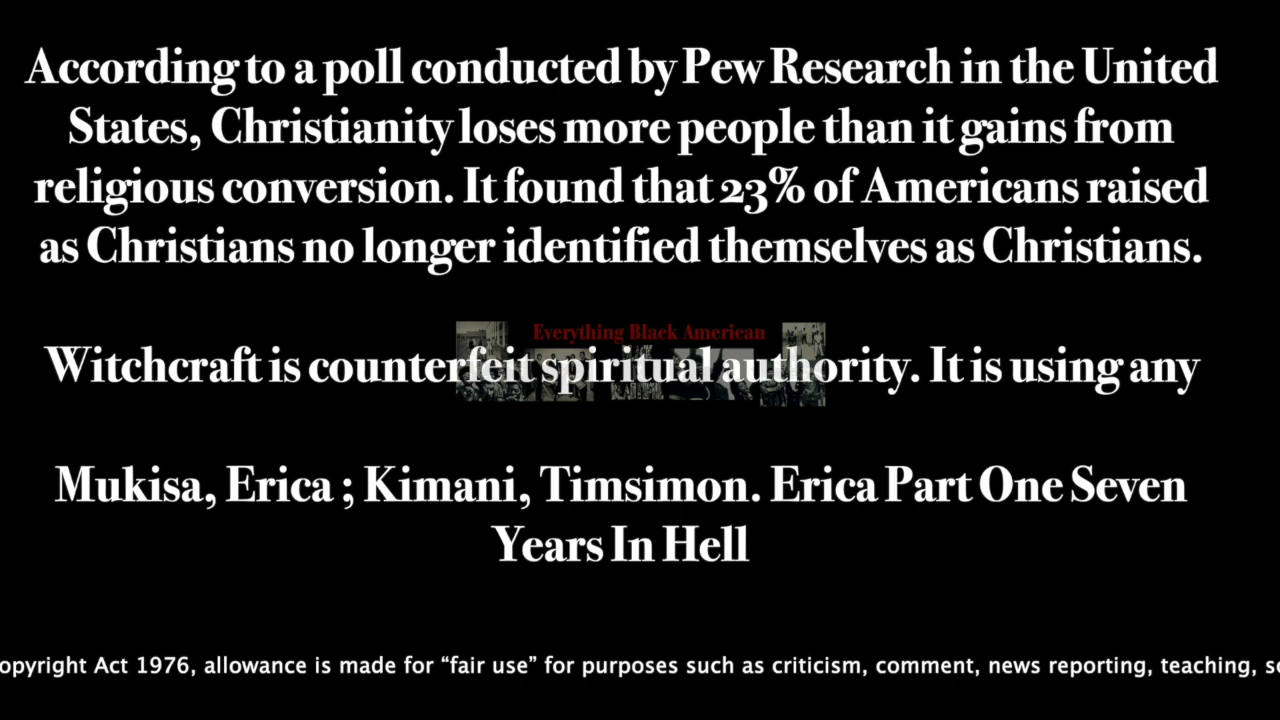 According to a poll conducted by Pew Research in the United
States, Christianity loses more people than it gains from
religious conversion. It found that 23% of Americans raised
as Christians no longer identified themselves as Christians.
Everything Black American
Witchcraft is counterfeit spiritual authority. It is using any
Mukisa, Erica ; Kimani, Timsimon. Erica Part One Seven
Years In Hell
opyright Act 1976, allowance is made for “fair use” for purposes such as criticism, comment, news reporting, teaching,